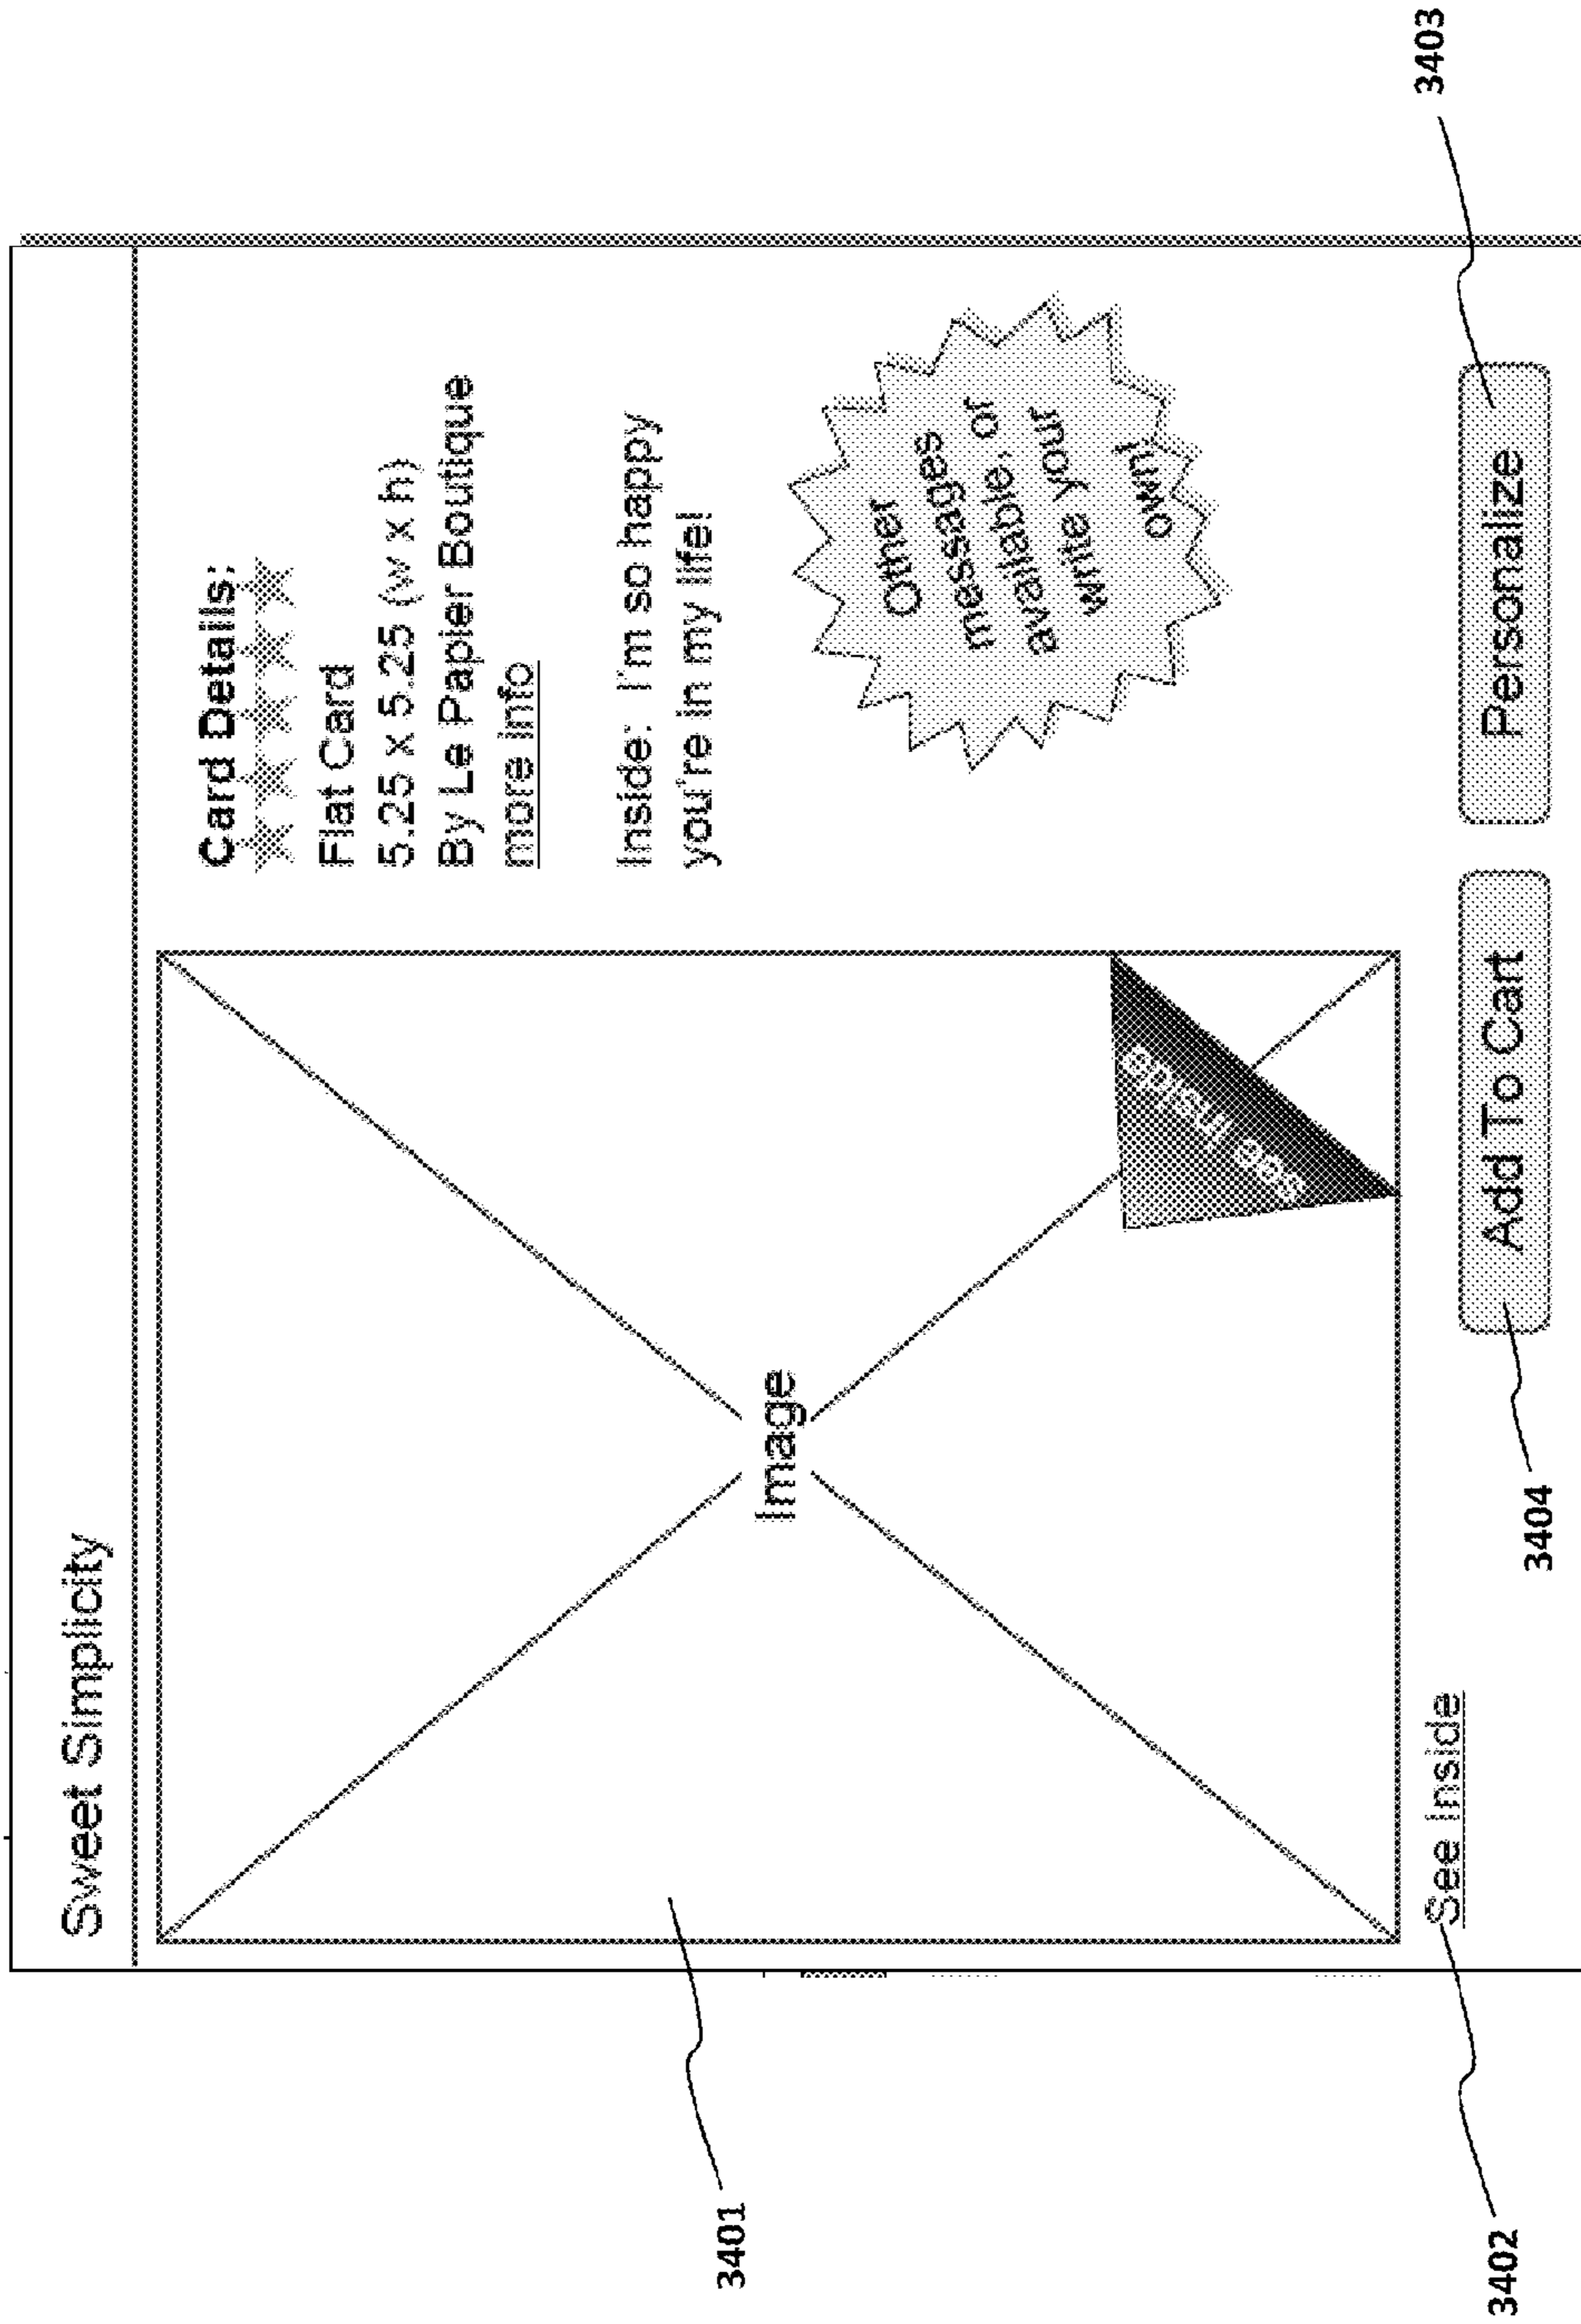 Sweet Simplicity
Image
see inside
See Inside
Card Details:
Flat Card
5.25 x 5.25 (w x h)
By Le Papier Boutique
more info
Inside: I'm so happy
you're in my life!
Other
messages
available, or
write your
own!
Add To Cart
Personalize
3401
3402
3404
3403